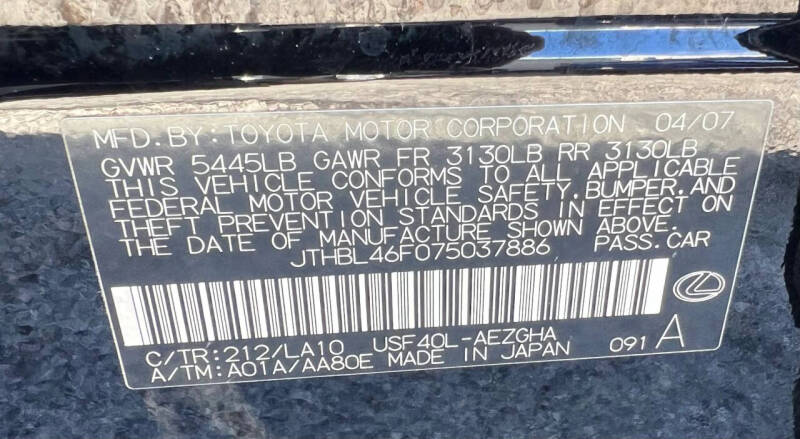 MFD.BY:TOYOTA MOTOR CORPORATION 04/07
GVWR 5445LB GAWR FR 3130LB RR 3130LB
THIS VEHICLE CONFORMS TO ALL APPLICABLE
FEDERAL MOTOR VEHICLE SAFETY,BUMPER,AND
THEFT PREVENTION STANDARDS IN EFFECT ON
THE DATE OF MANUFACTURE SHOWN ABOVE.
JTHBL46F075037886 PASS.CAR
C/TR:212/LA10 USF40L-AEZGHA
A/TM:A01A/AA80E MADE IN JAPAN 091 A